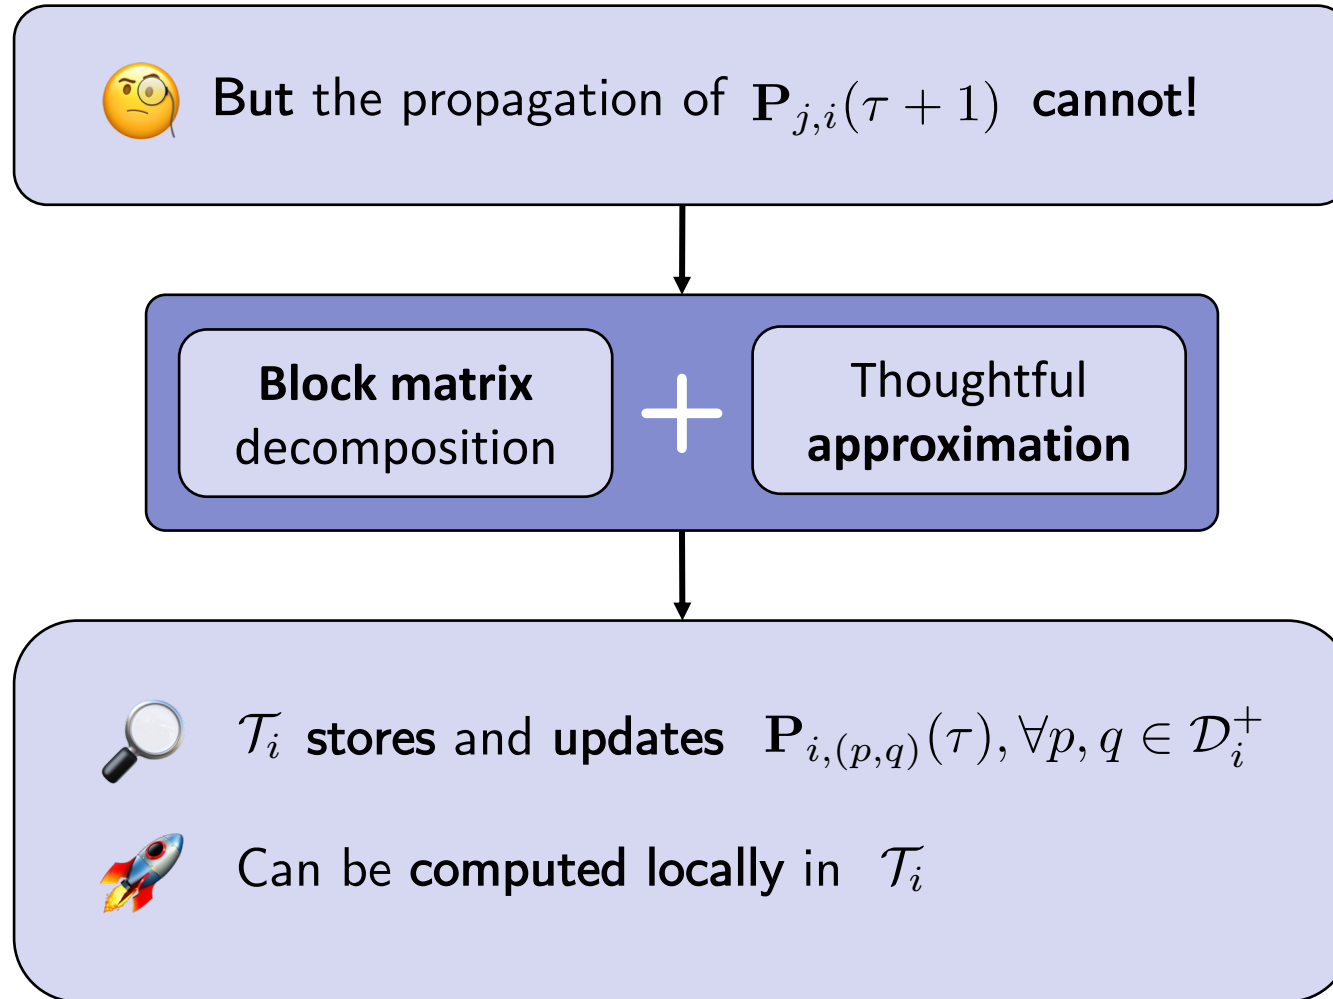 But the propagation of P_{j,i}(τ + 1) cannot!
Block matrix
decomposition
+
Thoughtful
approximation
𝒯_i stores and updates P_{i,(p,q)}(τ), ∀p, q ∈ 𝒟_i^+
Can be computed locally in 𝒯_i